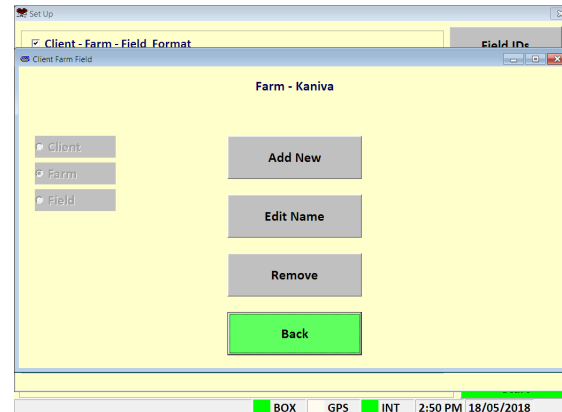 Set Up
Client - Farm - Field Format
Field IDs
Client Farm Field
Farm - Kaniva
Client
Farm
Field
Add New
Edit Name
Remove
Back
BOX GPS INT 2:50 PM 18/05/2018